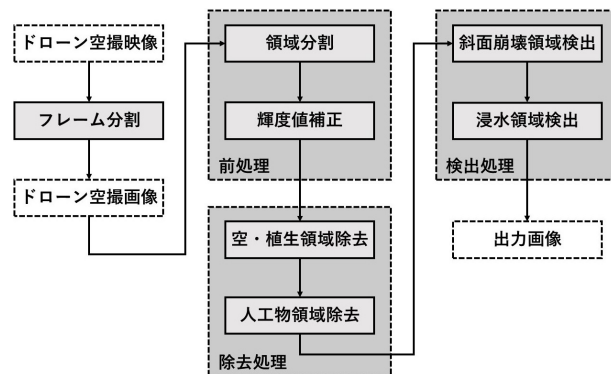 ドローン空撮映像
フレーム分割
ドローン空撮画像
領域分割
輝度値補正
前処理
空・植生領域除去
人工物領域除去
除去処理
斜面崩壊領域検出
浸水領域検出
検出処理
出力画像